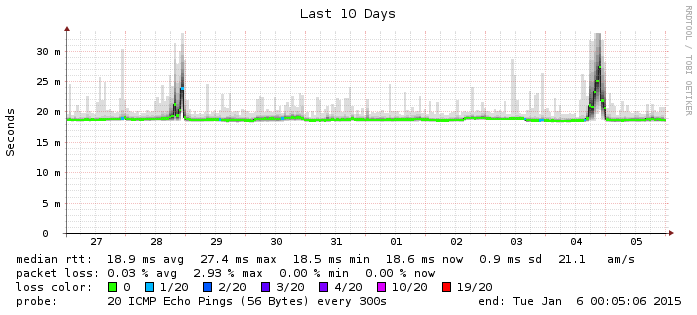 Last 10 Days
RRDTOOL / TOBI OETIKER
Seconds
30 m
25 m
20 m
15 m
10 m
5 m
0
27 28 29 30 31 01 02 03 04 05
median rtt: 18.9 ms avg 27.4 ms max 18.5 ms min 18.6 ms now 0.9 ms sd 21.1 am/s
packet loss: 0.03 % avg 2.93 % max 0.00 % min 0.00 % now
loss color: 0 1/20 2/20 3/20 4/20 10/20 19/20
probe: 20 ICMP Echo Pings (56 Bytes) every 300s end: Tue Jan 6 00:05:06 2015